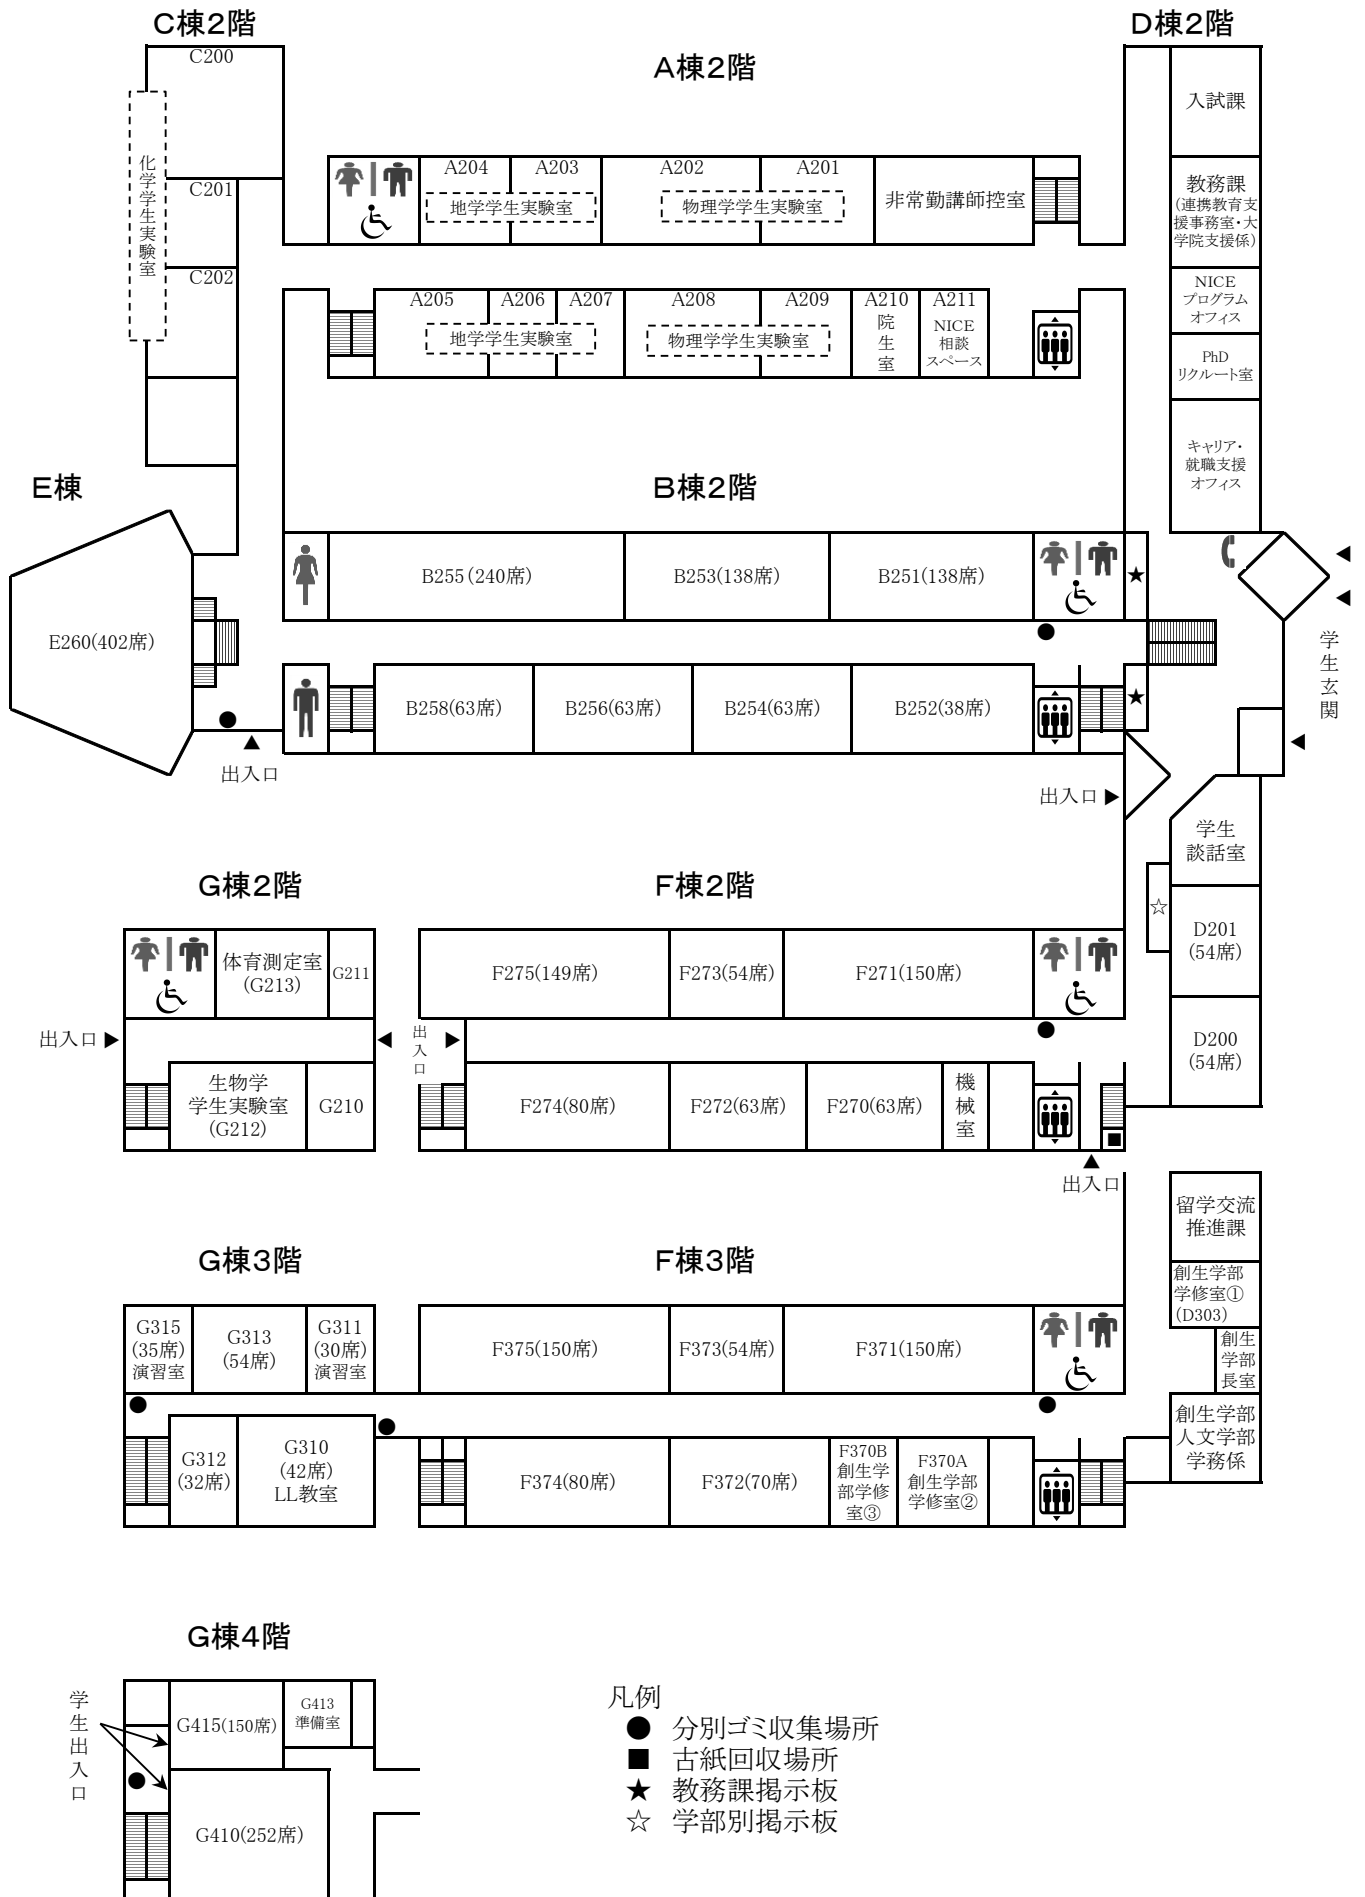 C棟2階
D棟2階
A棟2階
C200
化学学生実験室
C201
C202
A204
A203
地学学生実験室
A202
A201
物理学学生実験室
非常勤講師控室
A205
A206
A207
地学学生実験室
A208
A209
物理学学生実験室
A210
院生室
A211
NICE
相談
スペース
入試課
教務課
（連携教育支
援事務室・大
学院支援係）
NICE
プログラム
オフィス
PhD
リクルート室
キャリア・
就職支援
オフィス
E棟
B棟2階
E260(402席)
B255（240席）
B253(138席)
B251(138席)
★
B258(63席)
B256(63席)
B254(63席)
B252(38席)
★
学生玄関
出入口
出入口
学生
談話室
☆
D201
(54席)
D200
(54席)
G棟2階
F棟2階
体育測定室
(G213)
G211
出入口
生物学
学生実験室
(G212)
G210
出入口
F275(149席)
F273(54席)
F271(150席)
F274(80席)
F272(63席)
F270(63席)
機械室
出入口
留学交流
推進課
創生学部
学修室①
(D303)
創生
学部
長室
創生学部
人文学部
学務係
G棟3階
F棟3階
G315
(35席)
演習室
G313
(54席)
G311
(30席)
演習室
G312
(32席)
G310
(42席)
LL教室
F375(150席)
F373(54席)
F371(150席)
F374(80席)
F372(70席)
F370B
創生学
部学修
室③
F370A
創生学部
学修室②
G棟4階
学生出入口
G415(150席)
G413
準備室
G410(252席)
凡例
● 分別ゴミ収集場所
■ 古紙回収場所
★ 教務課掲示板
☆ 学部別掲示板